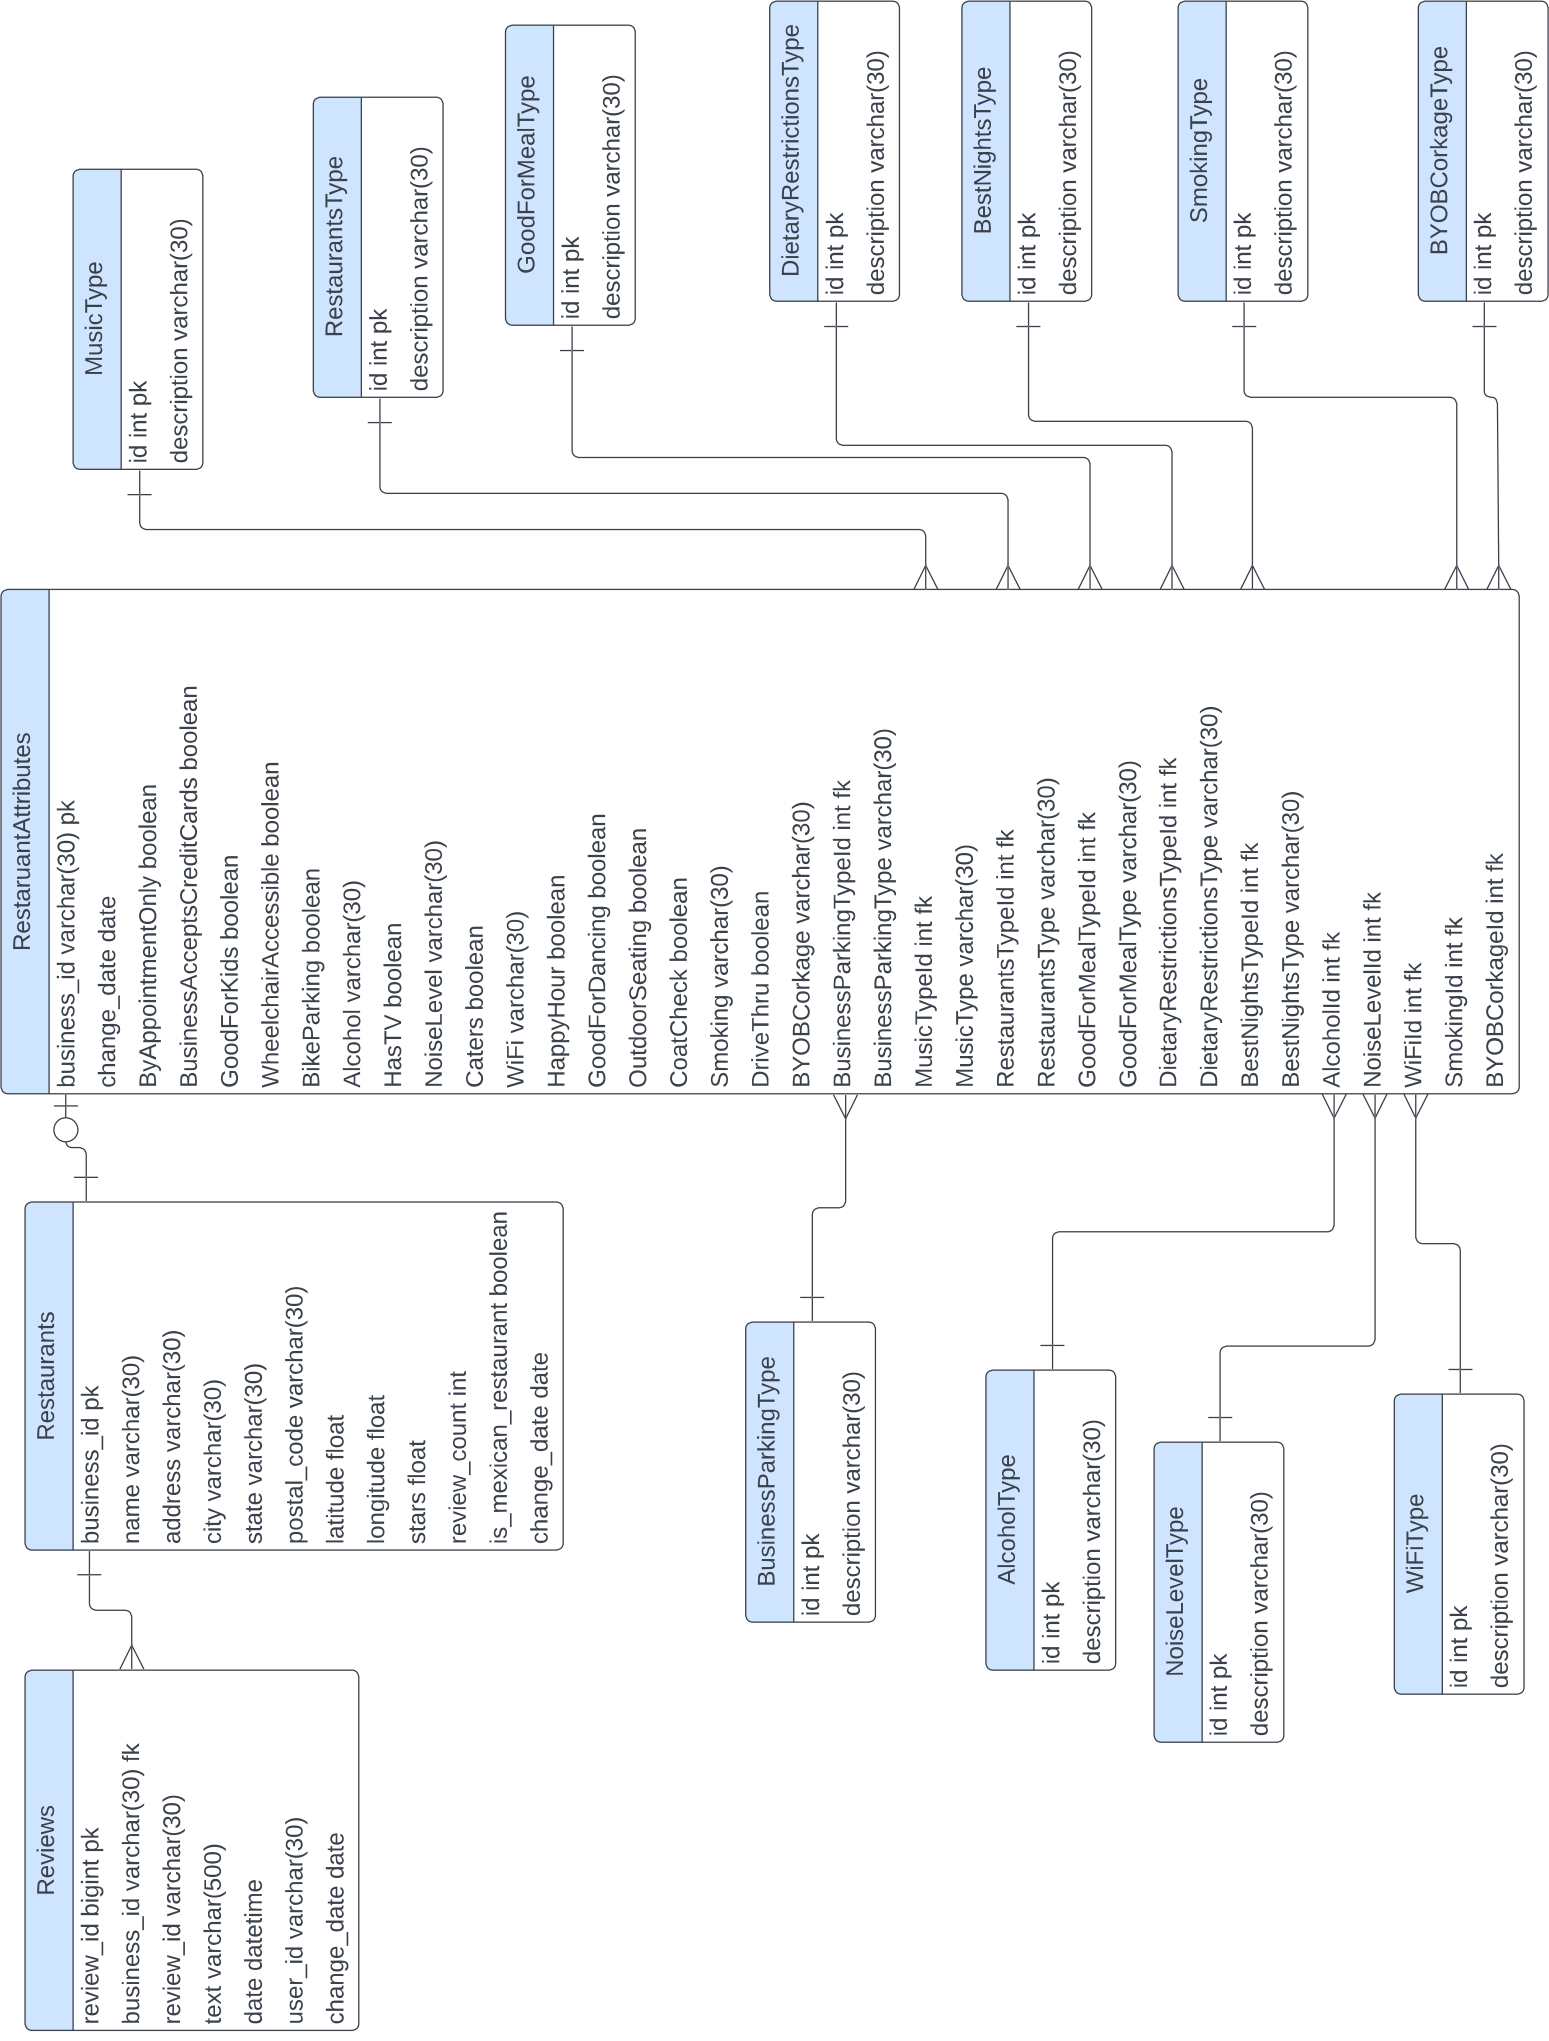 Reviews
review_id bigint pk
business_id varchar(30) fk
review_id varchar(30)
text varchar(500)
date datetime
user_id varchar(30)
change_date date
Restaurants
business_id pk
name varchar(30)
address varchar(30)
city varchar(30)
state varchar(30)
postal_code varchar(30)
latitude float
longitude float
stars float
review_count int
is_mexican_restaurant boolean
change_date date
RestaruantAttributes
business_id varchar(30) pk
change_date date
ByAppointmentOnly boolean
BusinessAcceptsCreditCards boolean
GoodForKids boolean
WheelchairAccessible boolean
BikeParking boolean
Alcohol varchar(30)
HasTV boolean
NoiseLevel varchar(30)
Caters boolean
WiFi varchar(30)
HappyHour boolean
GoodForDancing boolean
OutdoorSeating boolean
CoatCheck boolean
Smoking varchar(30)
DriveThru boolean
BYOBCorkage varchar(30)
BusinessParkingTypeId int fk
BusinessParkingType varchar(30)
MusicTypeId int fk
MusicType varchar(30)
RestaurantsTypeId int fk
RestaurantsType varchar(30)
GoodForMealTypeId int fk
GoodForMealType varchar(30)
DietaryRestrictionsTypeId int fk
DietaryRestrictionsType varchar(30)
BestNightsTypeId int fk
BestNightsType varchar(30)
AlcoholId int fk
NoiseLevelId int fk
WiFiId int fk
SmokingId int fk
BYOBCorkageId int fk
MusicType
id int pk
description varchar(30)
RestaurantsType
id int pk
description varchar(30)
GoodForMealType
id int pk
description varchar(30)
DietaryRestrictionsType
id int pk
description varchar(30)
BestNightsType
id int pk
description varchar(30)
SmokingType
id int pk
description varchar(30)
BYOBCorkageType
id int pk
description varchar(30)
BusinessParkingType
id int pk
description varchar(30)
AlcoholType
id int pk
description varchar(30)
NoiseLevelType
id int pk
description varchar(30)
WiFiType
id int pk
description varchar(30)